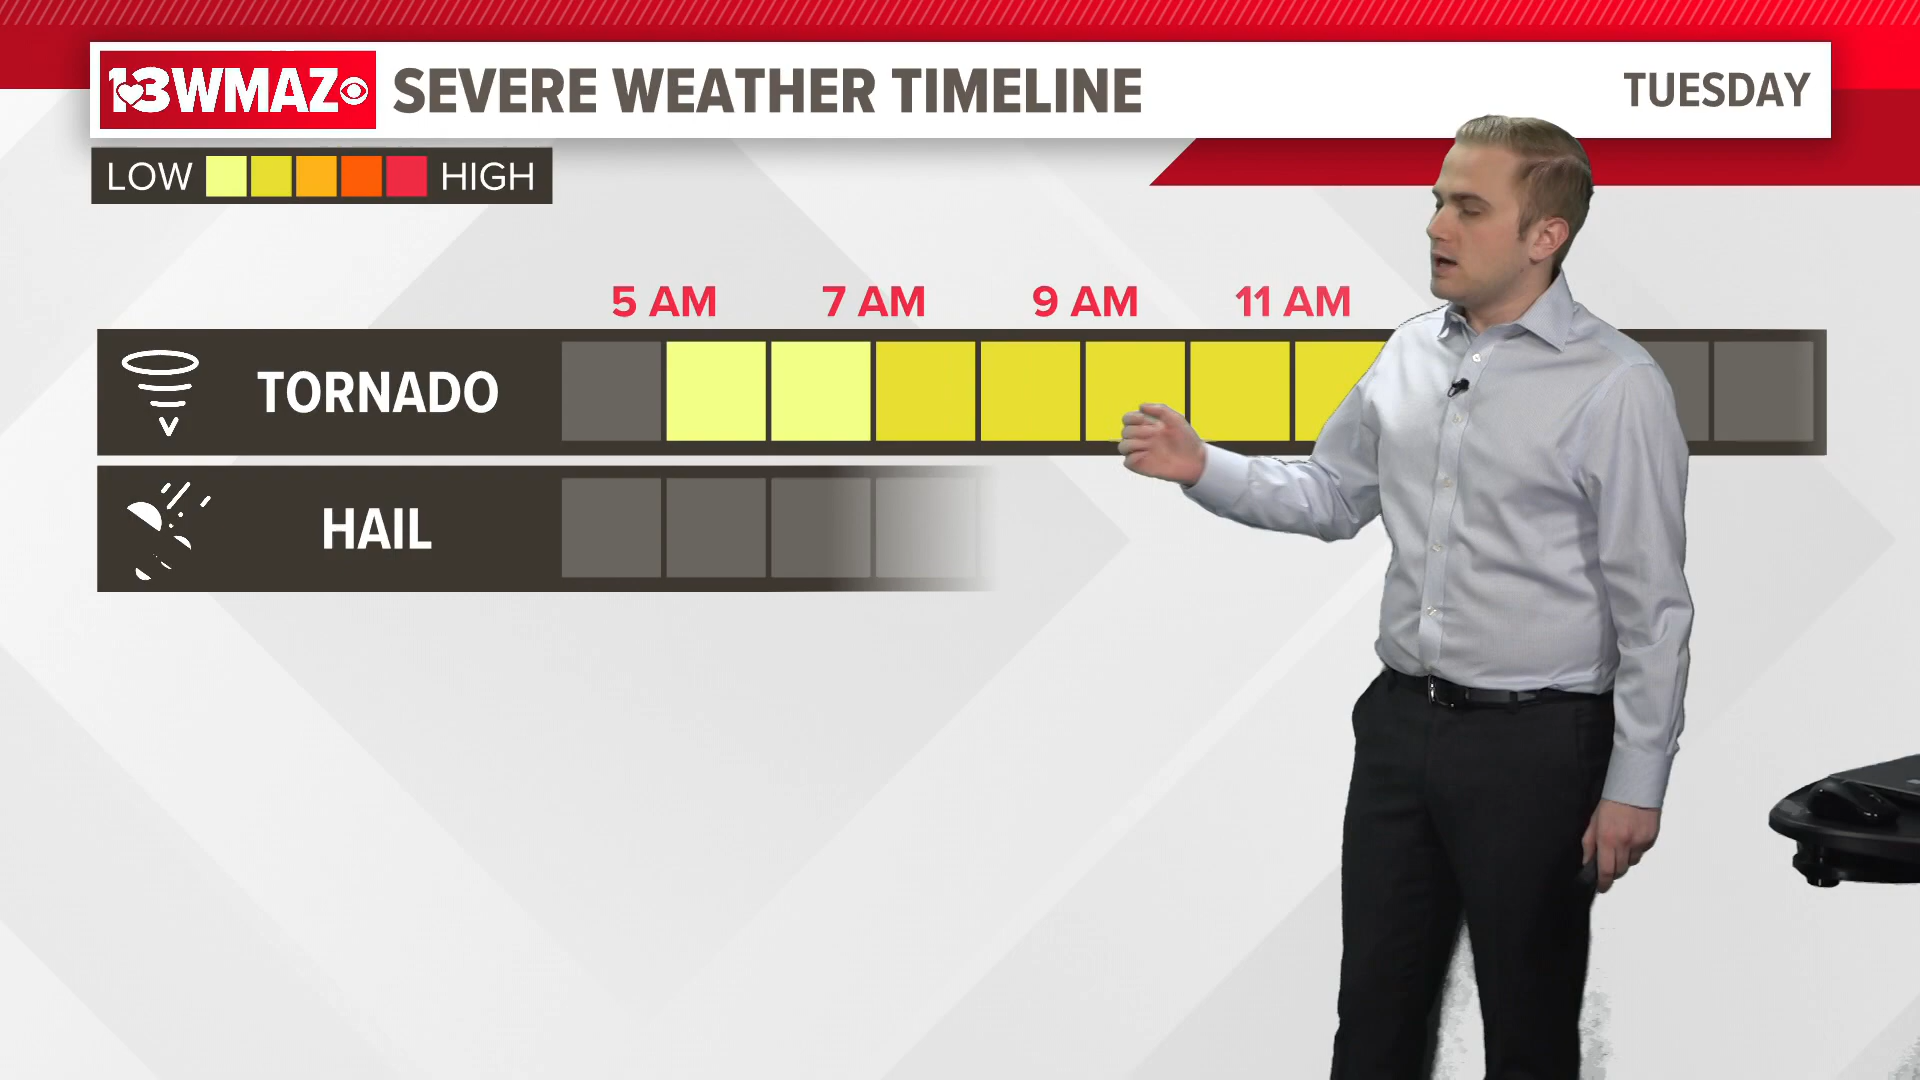 13WMAZ SEVERE WEATHER TIMELINE TUESDAY
LOW HIGH
5 AM 7 AM 9 AM 11 AM
TORNADO
HAIL